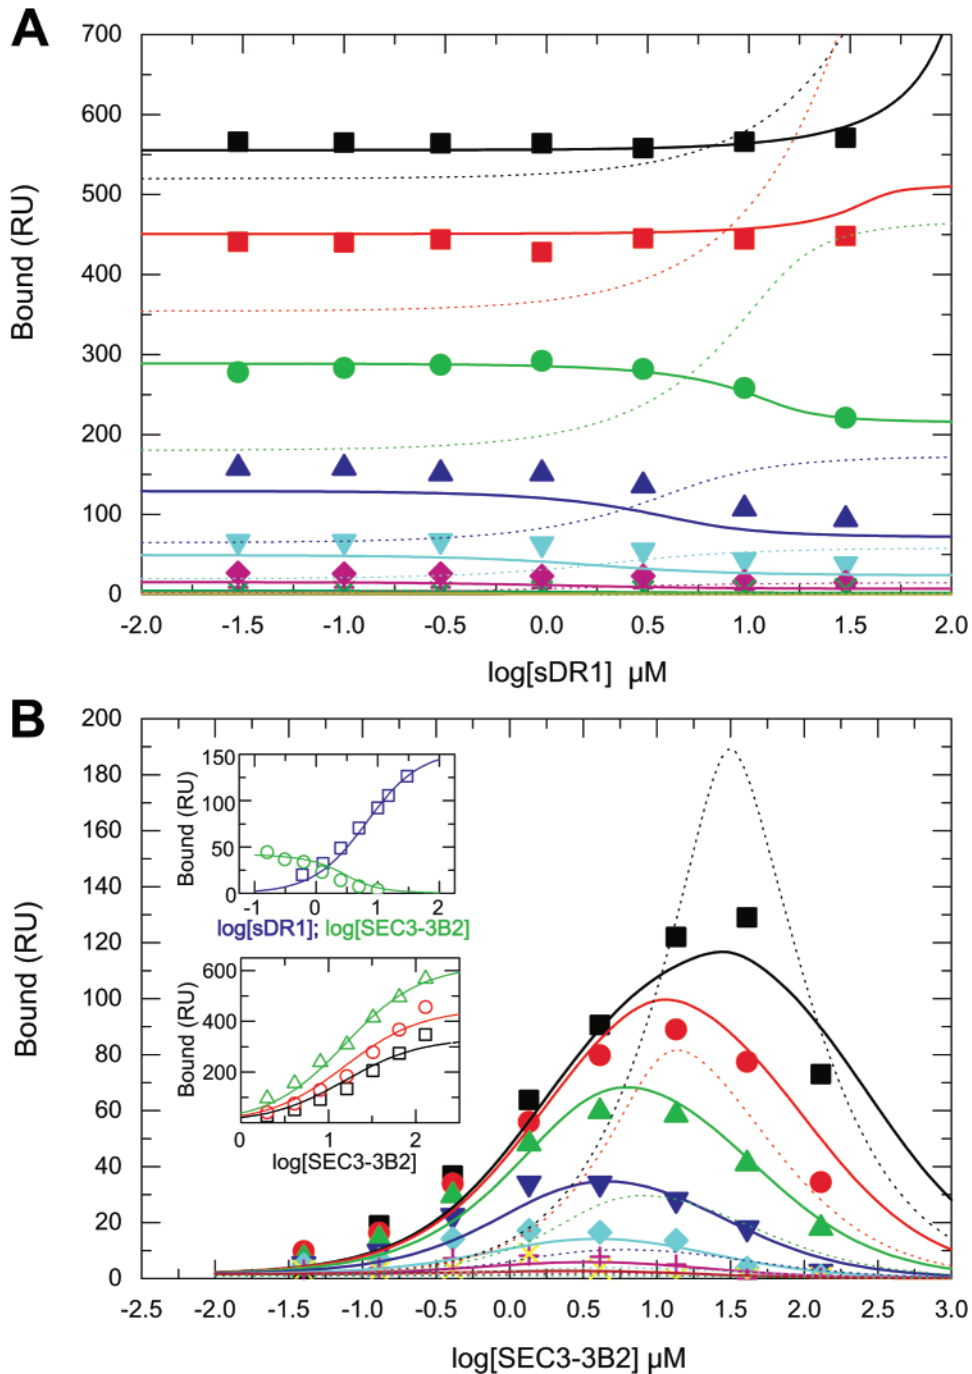 A
700
600
500
400
300
200
100
0
Bound (RU)
-2.0 -1.5 -1.0 -0.5 0.0 0.5 1.0 1.5 2.0
log[sDR1] μM
B
200
180
160
140
120
100
80
60
40
20
0
Bound (RU)
150
100
50
0
Bound (RU)
-1 0 1 2
log[sDR1]; log[SEC3-3B2]
600
400
200
Bound (RU)
0 1 2
log[SEC3-3B2]
-2.5 -2.0 -1.5 -1.0 -0.5 0.0 0.5 1.0 1.5 2.0 2.5 3.0
log[SEC3-3B2] μM